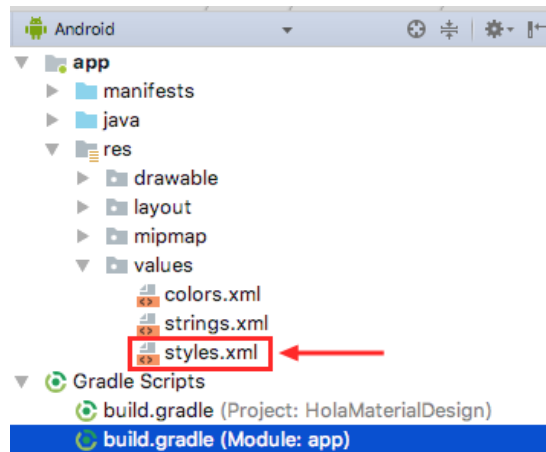 Android
app
manifests
java
res
drawable
layout
mipmap
values
colors.xml
strings.xml
styles.xml
Gradle Scripts
build.gradle (Project: HolaMaterialDesign)
build.gradle (Module: app)